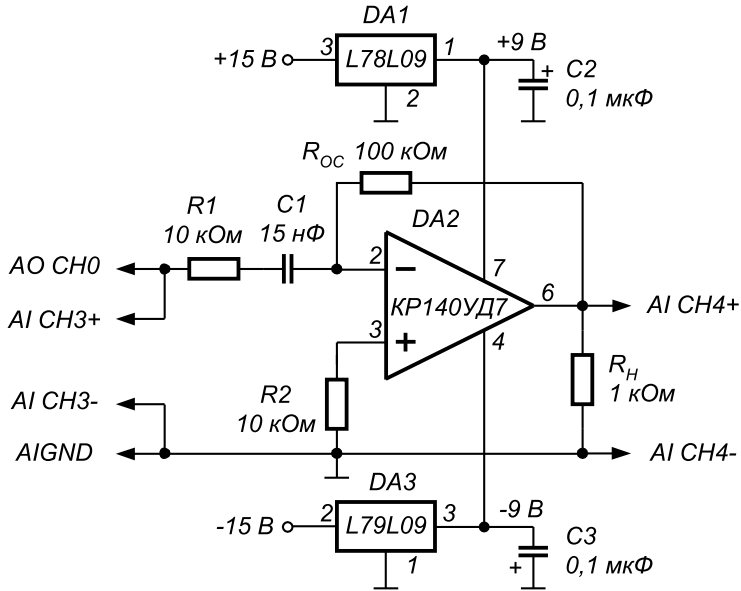 DA1
+15 В 3 L78L09 1 +9 В
2
+ C2
0,1 мкФ
R_OC 100 кОм
R1
10 кОм
C1
15 нФ
DA2
AO CH0
AI CH3+
2
7
КР140УД7
6
AI CH4+
3
+
4
R_H
1 кОм
AI CH3-
R2
10 кОм
AIGND
AI CH4-
DA3
-15 В 2 L79L09 3 -9 В
1
C3
+ 0,1 мкФ